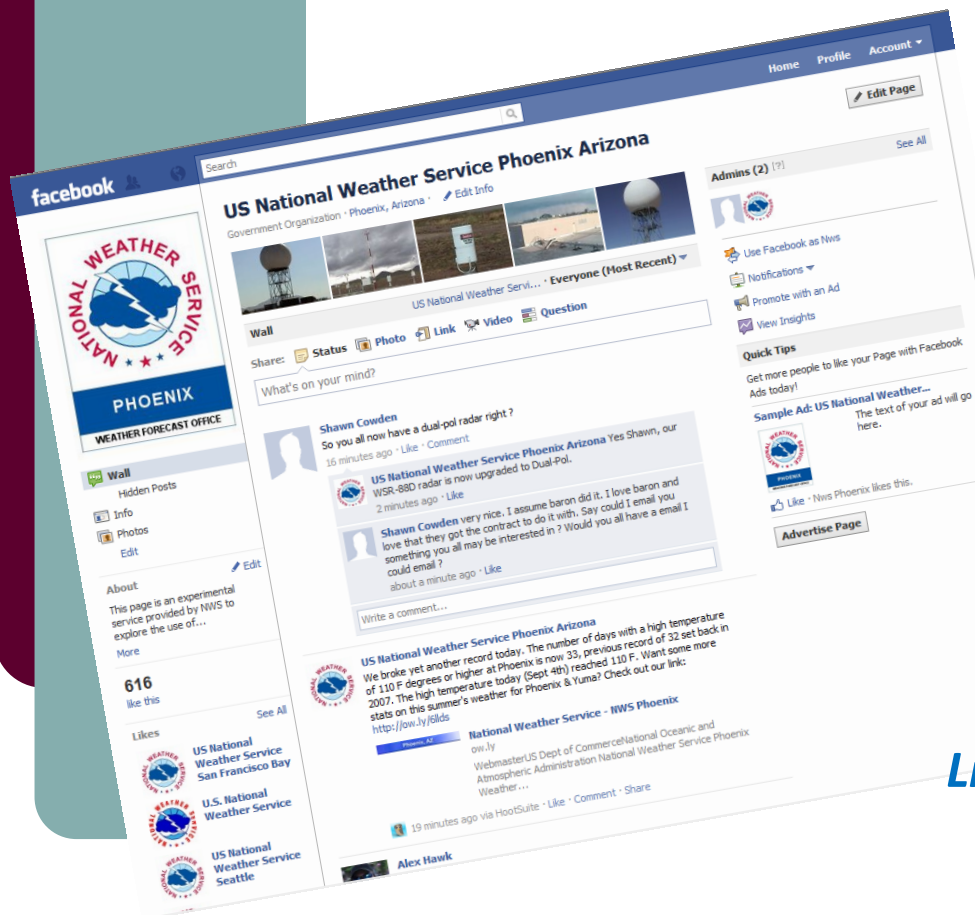 Home Profile Account
facebook
Search
Edit Page
US National Weather Service Phoenix Arizona
Government Organization · Phoenix, Arizona · Edit Info
Admins (2) [?] See All
NATIONAL WEATHER SERVICE
PHOENIX
WEATHER FORECAST OFFICE
Wall
Hidden Posts
Info
Photos
Edit
About Edit
This page is an experimental
service provided by NWS to
explore the use of...
More
616
like this
Likes See All
US National
Weather Service
San Francisco Bay
U.S. National
Weather Service
US National
Weather Service
Seattle
Wall US National Weather Servi... · Everyone (Most Recent)
Share: Status Photo Link Video Question
What's on your mind?
Shawn Cowden
So you all now have a dual-pol radar right ?
16 minutes ago · Like · Comment
US National Weather Service Phoenix Arizona Yes Shawn, our
WSR-88D radar is now upgraded to Dual-Pol.
2 minutes ago · Like
Shawn Cowden very nice. I assume baron did it. I love baron and
love that they got the contract to do it with. Say could I email you
something you all may be interested in ? Would you all have a email I
could email ?
about a minute ago · Like
Write a comment...
US National Weather Service Phoenix Arizona
We broke yet another record today. The number of days with a high temperature
of 110 F degrees or higher at Phoenix is now 33, previous record of 32 set back in
2007. The high temperature today (Sept 4th) reached 110 F. Want some more
stats on this summer's weather for Phoenix & Yuma? Check out our link:
http://ow.ly/6llds
Phoenix, AZ
National Weather Service - NWS Phoenix
ow.ly
WebmasterUS Dept of CommerceNational Oceanic and
Atmospheric Administration National Weather Service Phoenix
Weather...
19 minutes ago via HootSuite · Like · Comment · Share
Alex Hawk
Use Facebook as Nws
Notifications
Promote with an Ad
View Insights
Quick Tips
Get more people to like your Page with Facebook
Ads today!
Sample Ad: US National Weather...
The text of your ad will go
here.
PHOENIX
Like · Nws Phoenix likes this.
Advertise Page